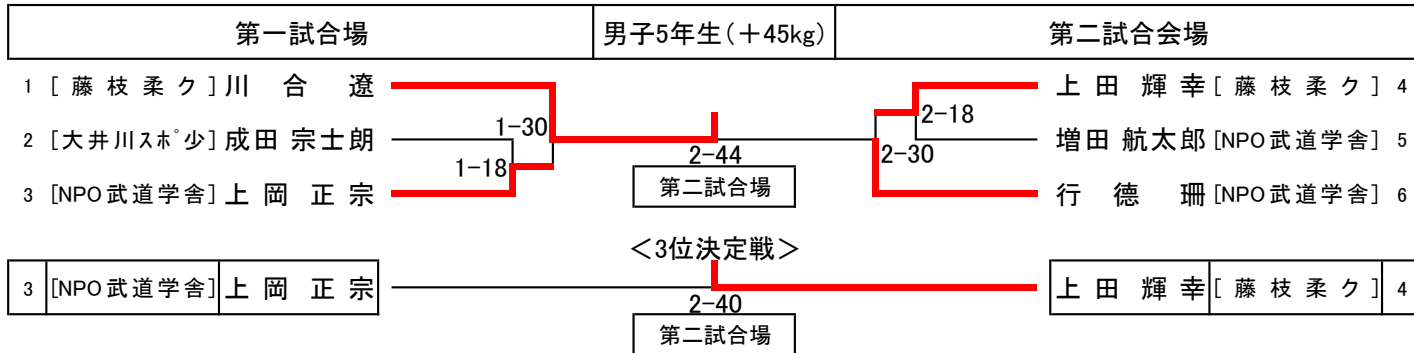 第一試合場 男子5年生(+45kg) 第二試合会場
1 [藤枝柔ク] 川合 遼 上田 輝幸 [藤枝柔ク] 4
1-30 2-18
2 [大井川スポ少] 成田 宗士朗 増田 航太郎 [NPO武道学舎] 5
1-18 2-44 2-30
第二試合場
3 [NPO武道学舎] 上岡 正宗 行徳 珊 [NPO武道学舎] 6
<3位決定戦>
3 [NPO武道学舎] 上岡 正宗 上田 輝幸 [藤枝柔ク] 4
2-40
第二試合場